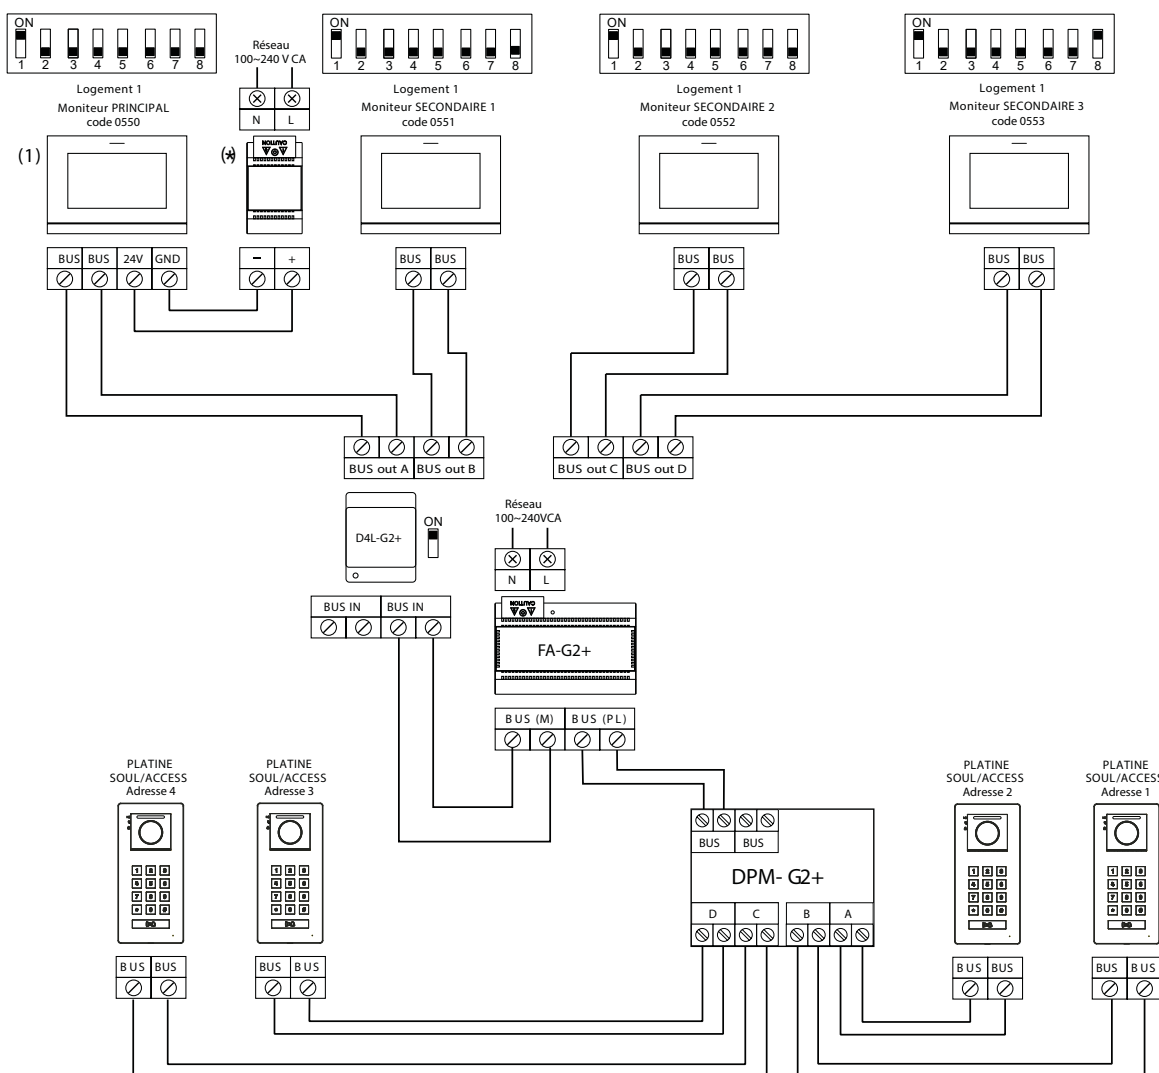 ON
1 2 3 4 5 6 7 8
Logement 1
Moniteur PRINCIPAL
code 0550
(1)
Réseau
100~240 V CA
N L
CAUTION
(*)
ON
1 2 3 4 5 6 7 8
Logement 1
Moniteur SECONDAIRE 1
code 0551
ON
1 2 3 4 5 6 7 8
Logement 1
Moniteur SECONDAIRE 2
code 0552
ON
1 2 3 4 5 6 7 8
Logement 1
Moniteur SECONDAIRE 3
code 0553
BUS BUS 24V GND
– +
BUS BUS
BUS BUS
BUS BUS
BUS out A BUS out B
BUS out C BUS out D
D4L-G2+
ON
BUS IN BUS IN
Réseau
100~240VCA
N L
CAUTION
FA-G2+
BUS (M) BUS (PL)
PLATINE
SOUL/ACCESS
Adresse 4
PLATINE
SOUL/ACCESS
Adresse 3
BUS BUS
DPM- G2+
D C B A
PLATINE
SOUL/ACCESS
Adresse 2
PLATINE
SOUL/ACCESS
Adresse 1
BUS BUS
BUS BUS
BUS BUS
BUS BUS